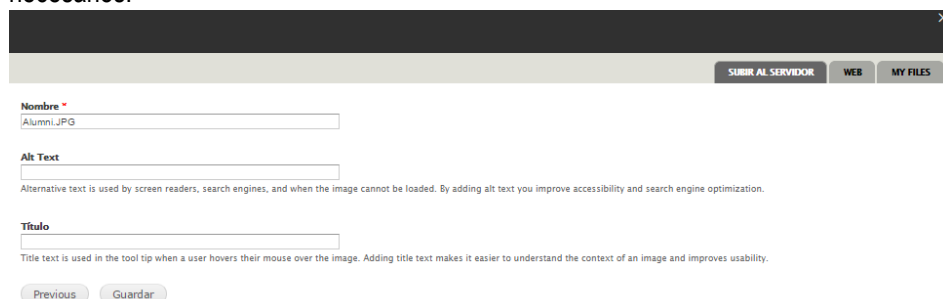 necesarios.
SUBIR AL SERVIDOR WEB MY FILES
Nombre *
Alumni.JPG
Alt Text
Alternative text is used by screen readers, search engines, and when the image cannot be loaded. By adding alt text you improve accessibility and search engine optimization.
Título
Title text is used in the tool tip when a user hovers their mouse over the image. Adding title text makes it easier to understand the context of an image and improves usability.
Previous Guardar